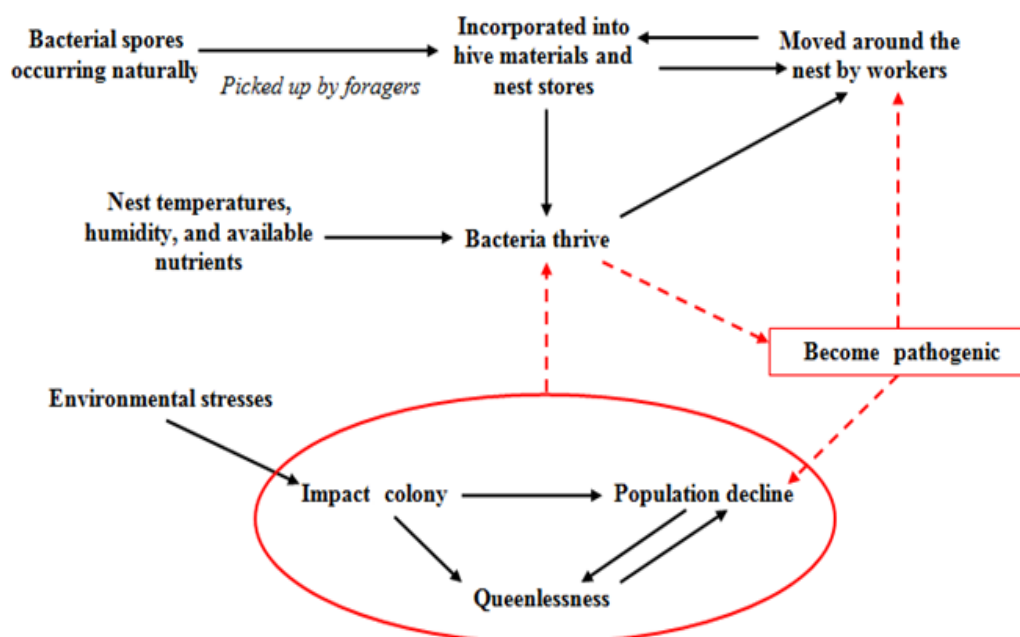 Bacterial spores
occurring naturally
Picked up by foragers
Incorporated into
hive materials and
nest stores
Moved around the
nest by workers
Nest temperatures,
humidity, and available
nutrients
Bacteria thrive
Become pathogenic
Environmental stresses
Impact colony
Population decline
Queenlessness